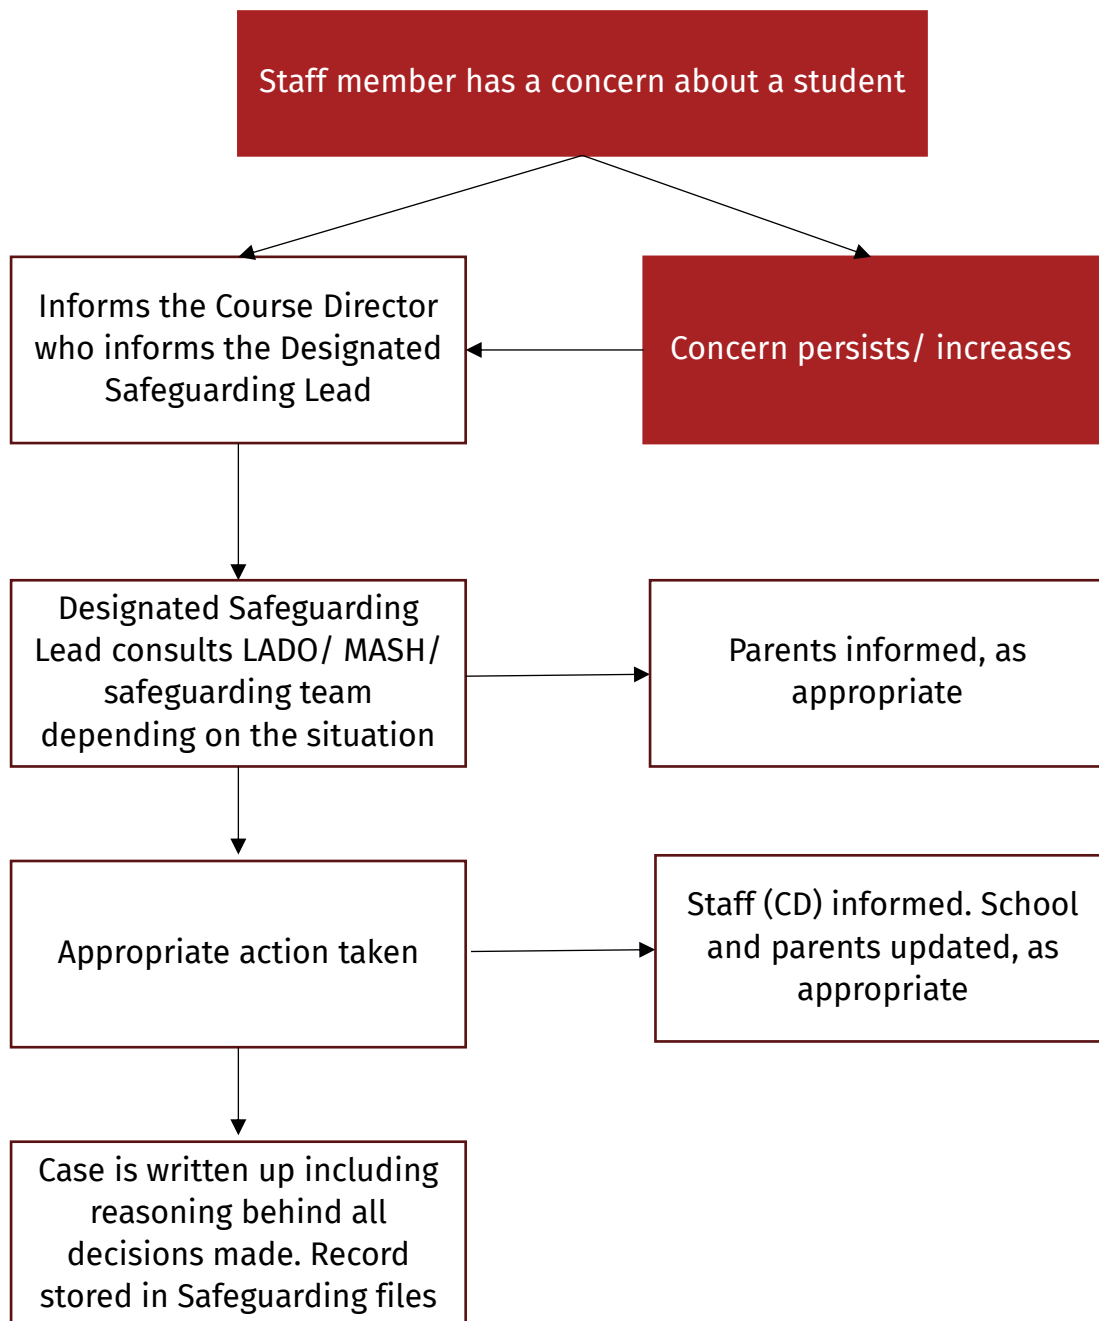 Staff member has a concern about a student
Informs the Course Director
who informs the Designated
Safeguarding Lead
Concern persists/ increases
Designated Safeguarding
Lead consults LADO/ MASH/
safeguarding team
depending on the situation
Parents informed, as
appropriate
Appropriate action taken
Staff (CD) informed. School
and parents updated, as
appropriate
Case is written up including
reasoning behind all
decisions made. Record
stored in Safeguarding files